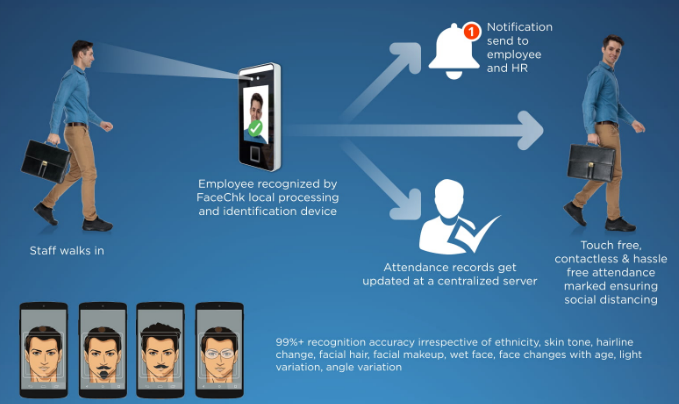 1
Notification
send to
employee
and HR
Employee recognized by
FaceChk local processing
and identification device
Staff walks in
Attendance records get
updated at a centralized server
Touch free,
contactless & hassle
free attendance
marked ensuring
social distancing
99%+ recognition accuracy irrespective of ethnicity, skin tone, hairline
change, facial hair, facial makeup, wet face, face changes with age, light
variation, angle variation